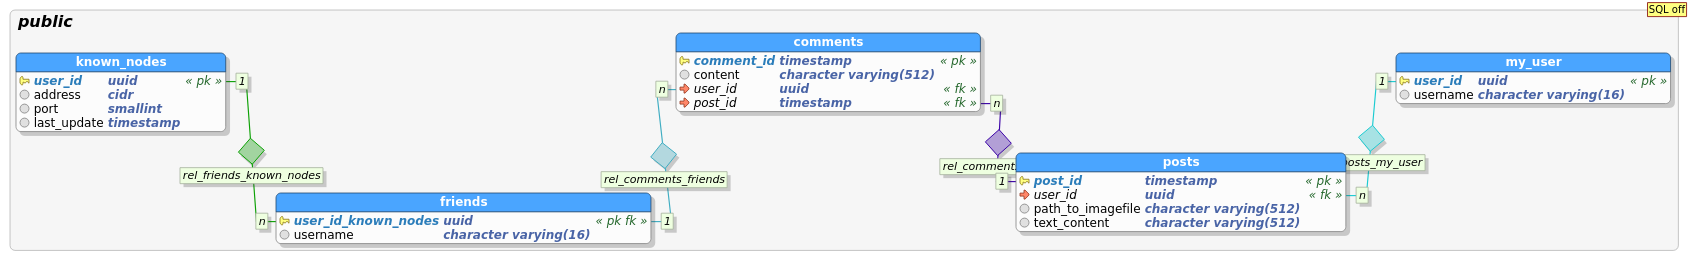 SQL off
public
known_nodes
user_id uuid « pk »
address cidr
port smallint
last_update timestamp
1
rel_friends_known_nodes
n
friends
user_id_known_nodes uuid « pk fk »
username character varying(16)
1
rel_comments_friends
n
comments
comment_id timestamp « pk »
content character varying(512)
user_id uuid « fk »
post_id timestamp « fk »
n
rel_comment
1
posts
post_id timestamp « pk »
user_id uuid « fk »
path_to_imagefile character varying(512)
text_content character varying(512)
n
posts_my_user
1
my_user
user_id uuid « pk »
username character varying(16)